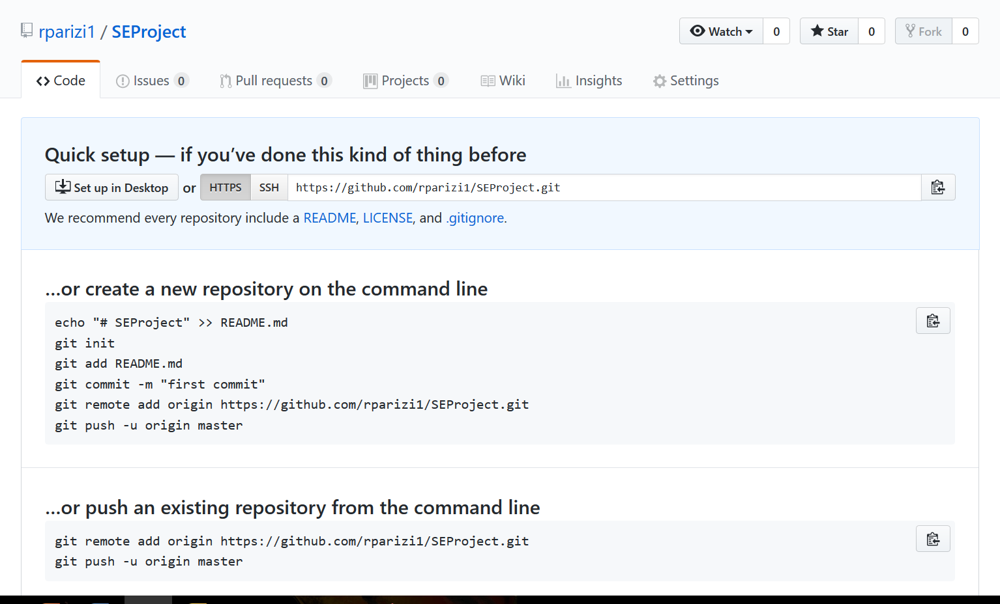 rparizi1 / SEProject
Watch 0 Star 0 Fork 0
Code Issues 0 Pull requests 0 Projects 0 Wiki Insights Settings
Quick setup — if you’ve done this kind of thing before
Set up in Desktop or HTTPS SSH https://github.com/rparizi1/SEProject.git
We recommend every repository include a README, LICENSE, and .gitignore.
…or create a new repository on the command line
echo "# SEProject" >> README.md
git init
git add README.md
git commit -m "first commit"
git remote add origin https://github.com/rparizi1/SEProject.git
git push -u origin master
…or push an existing repository from the command line
git remote add origin https://github.com/rparizi1/SEProject.git
git push -u origin master